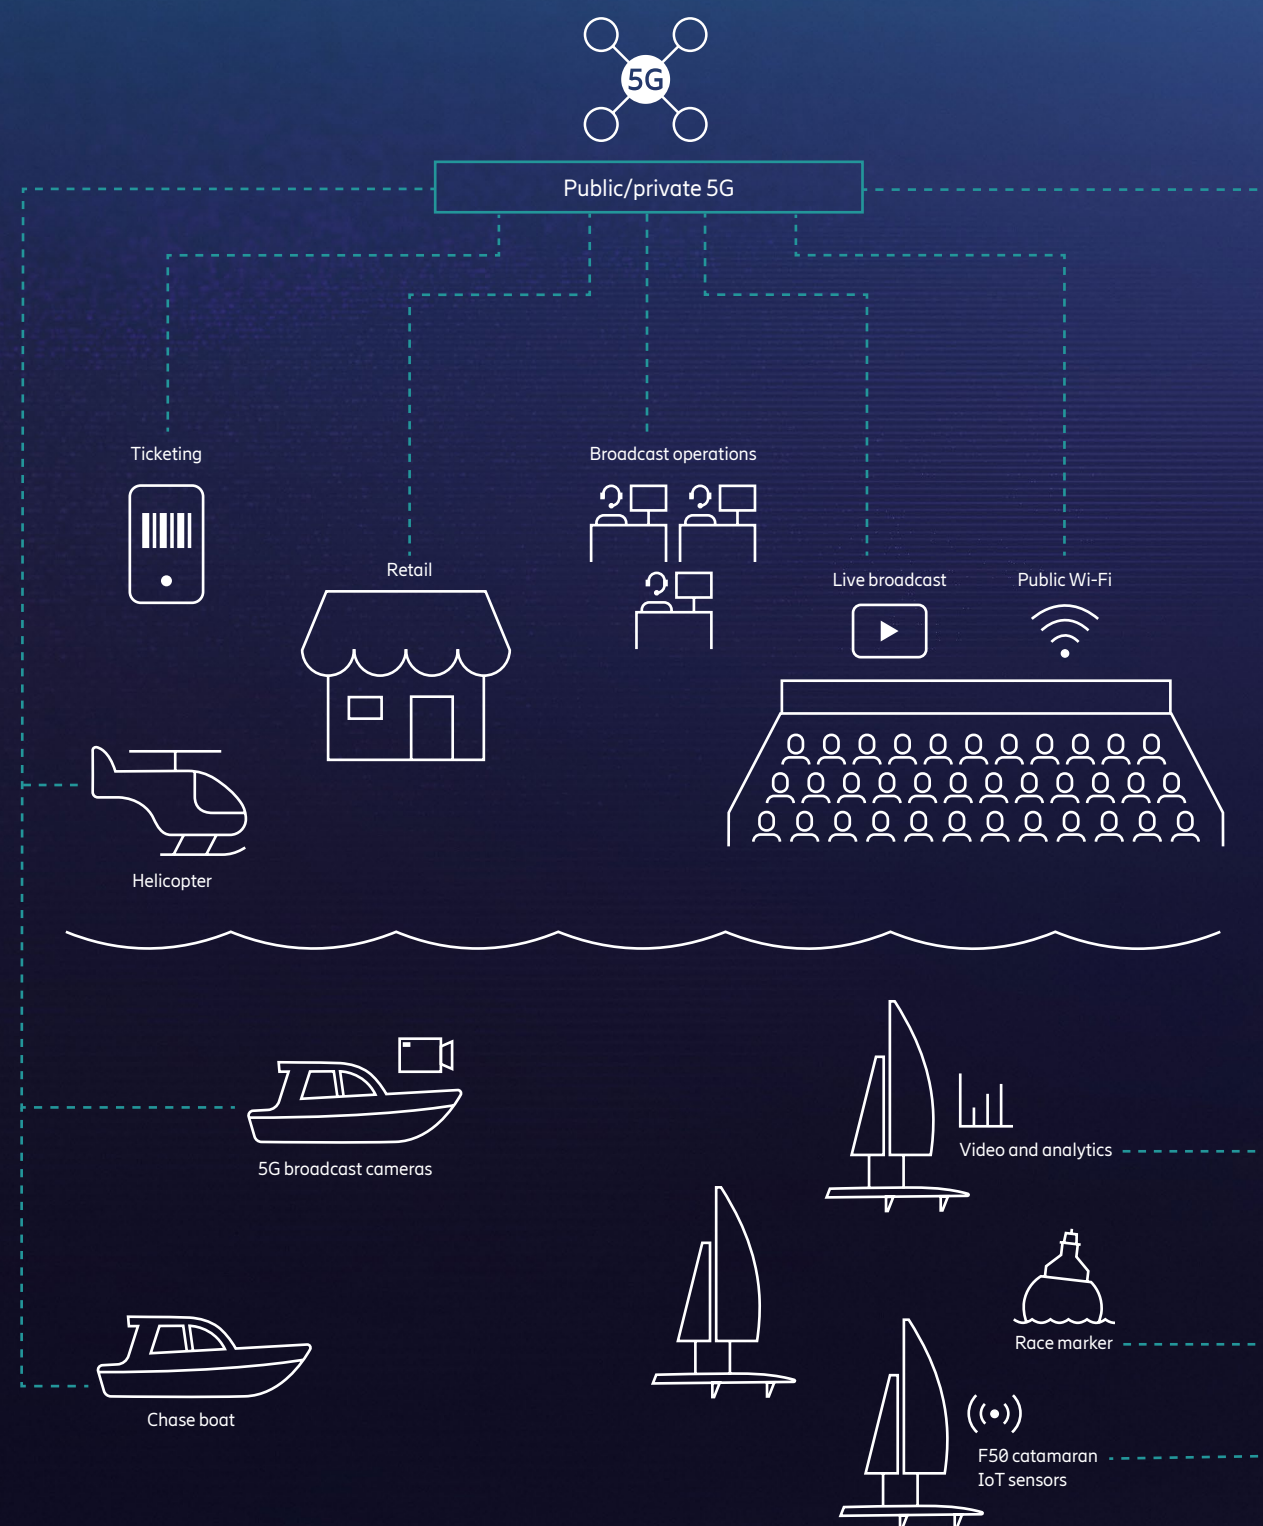 5G
Public/private 5G
Ticketing
Broadcast operations
Retail
Live broadcast
Public Wi-Fi
Helicopter
5G broadcast cameras
Video and analytics
Race marker
Chase boat
F50 catamaran
IoT sensors